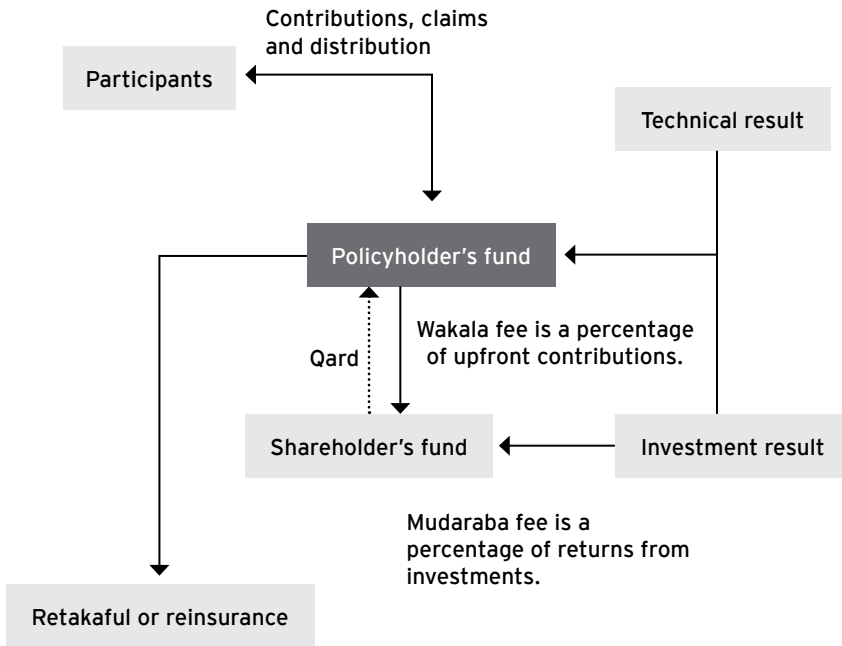 Contributions, claims
and distribution
Participants
Technical result
Policyholder’s fund
Wakala fee is a percentage
of upfront contributions.
Qard
Shareholder’s fund
Investment result
Mudaraba fee is a
percentage of returns from
investments.
Retakaful or reinsurance